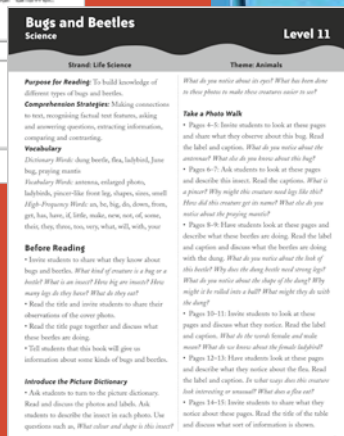 Bugs and Beetles
Science
Level 11
Strand: Life Science
Theme: Animals
Purpose for Reading: To build knowledge of
different types of bugs and beetles.
Comprehension Strategies: Making connections
to text, recognising factual text features, asking
and answering questions, extracting information,
comparing and contrasting.
Vocabulary
Dictionary Words: dung beetle, flea, ladybird, June
bug, praying mantis
Vocabulary Words: antenna, enlarged photo,
ladybirds, pincer-like front leg, shapes, sizes, smell
High-Frequency Words: an, be, big, do, down, from,
get, has, have, if, little, make, new, not, of, some,
their, they, three, too, very, what, will, with, your
Before Reading
• Invite students to share what they know about
bugs and beetles. What kind of creature is a bug or a
beetle? What is an insect? How big are insects? How
many legs do they have? What do they eat?
• Read the title and invite students to share their
observations of the cover photo.
• Read the title page together and discuss what
these beetles are doing.
• Tell students that this book will give us
information about some kinds of bugs and beetles.
Introduce the Picture Dictionary
• Ask students to turn to the picture dictionary.
Read and discuss the photos and labels. Ask
students to describe the insect in each photo. Use
questions such as, What colour and shape is this insect?
What do you notice about its eyes? What has been done
to these photos to make these creatures easier to see?
Take a Photo Walk
• Pages 4–5: Invite students to look at these pages
and share what they observe about this bug. Read
the label and caption. What do you notice about the
antennae? What else do you know about this bug?
• Pages 6–7: Ask students to look at these pages
and describe this insect. Read the captions. What is
a pincer? Why might this creature need legs like this?
How did this creature get its name? What else do you
notice about the praying mantis?
• Pages 8–9: Have students look at these pages and
describe what these beetles are doing. Read the label
and caption and discuss what the beetles are doing
with the dung. What do you notice about the look of
this beetle? Why does the dung beetle need strong legs?
What do you notice about the shape of the dung? Why
might it be rolled into a ball? What might they do with
the dung?
• Pages 10–11: Invite students to look at these
pages and discuss what they notice. Read the label
and caption. What do the words female and male
mean? What do we know about the female ladybird?
• Pages 12–13: Have students look at these pages
and describe what they notice about the flea. Read
the label and caption. In what ways does this creature
look interesting or unusual? What does a flea eat?
• Pages 14–15: Invite students to share what they
notice about these pages. Read the title of the table
and discuss what sort of information is shown.